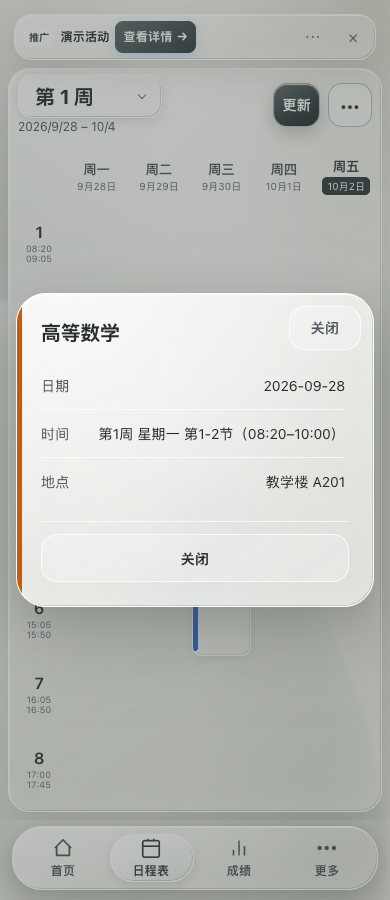 推广 演示活动 查看详情 → ··· ×
第 1 周
更新 •••
2026/9/28 – 10/4
周一 周二 周三 周四 周五
9月28日 9月29日 9月30日 10月1日 10月2日
1
08:20
09:05
高等数学 关闭
日期 2026-09-28
时间 第1周 星期一 第1-2节（08:20–10:00）
地点 教学楼 A201
关闭
6
15:05
15:50
7
16:05
16:50
8
17:00
17:45
首页 日程表 成绩 更多